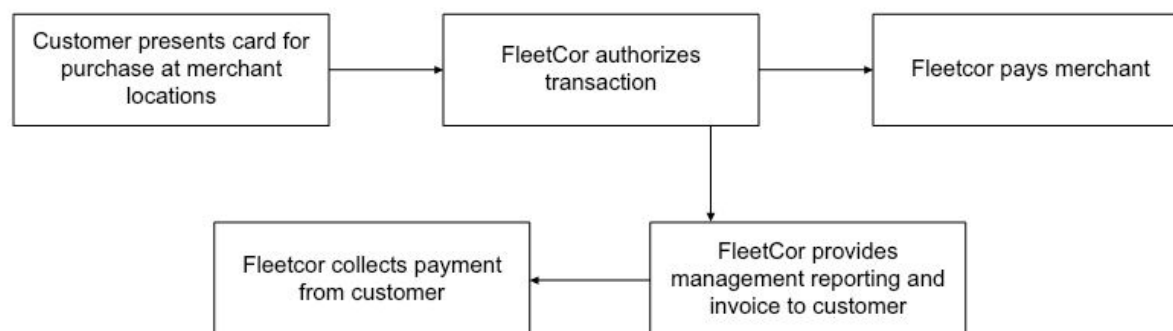 Customer presents card for
purchase at merchant
locations
FleetCor authorizes
transaction
Fleetcor pays merchant
Fleetcor collects payment
from customer
FleetCor provides
management reporting and
invoice to customer